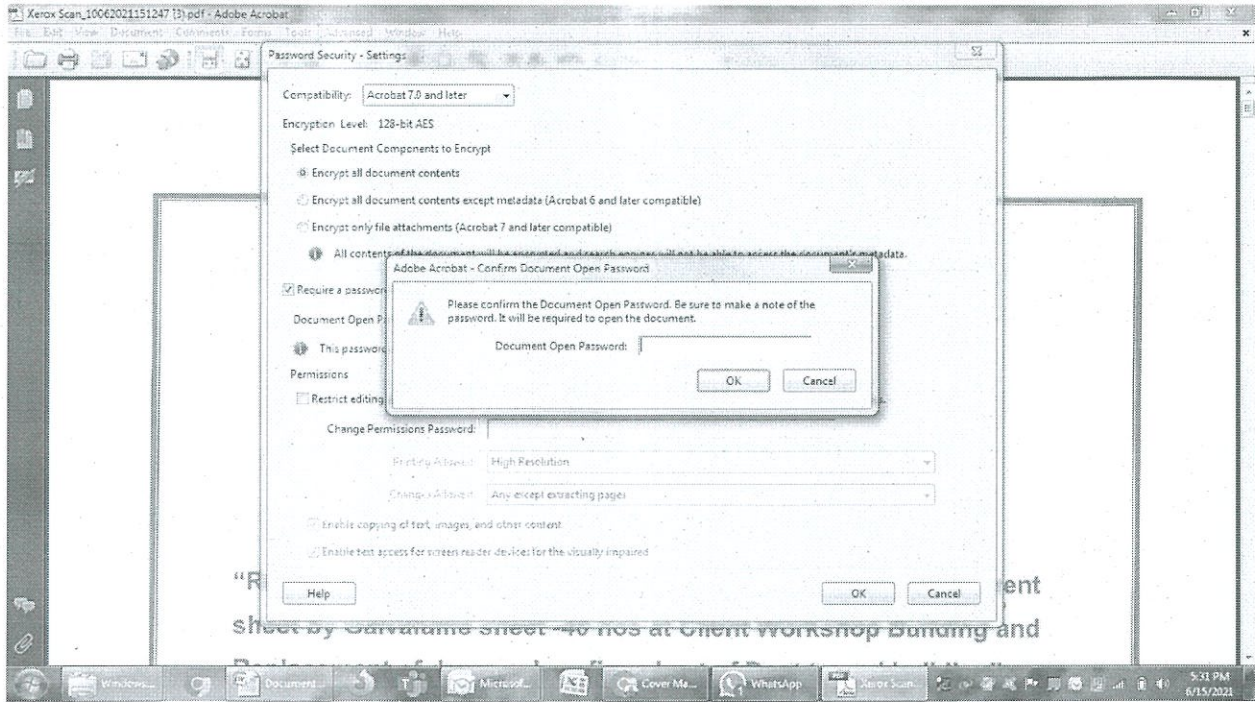 Xerox Scan_10062021151247 (3).pdf - Adobe Acrobat
File Edit View Document Comments Forms Tools Advanced Window Help
Password Security - Settings
Compatibility: Acrobat 7.0 and later
Encryption Level: 128-bit AES
Select Document Components to Encrypt
Encrypt all document contents
Encrypt all document contents except metadata (Acrobat 6 and later compatible)
Encrypt only file attachments (Acrobat 7 and later compatible)
All contents of the document will be encrypted and search engines will not be able to access the document's metadata.
Adobe Acrobat - Confirm Document Open Password
Require a passwor
Please confirm the Document Open Password. Be sure to make a note of the
password. It will be required to open the document.
Document Open P
Document Open Password:
This password
OK Cancel
Permissions
Restrict editing
Change Permissions Password:
Printing Allowed: High Resolution
Changes Allowed: Any except extracting pages
Enable copying of text, images, and other content
Enable text access for screen reader devices for the visually impaired
Help OK Cancel
"R ent
sheet by Galvalume sheet -40 nos at Client Workshop Building and
Windows... Document... Microsof... Cover Ma... WhatsApp Xerox Scan...
5:31 PM
6/15/2021